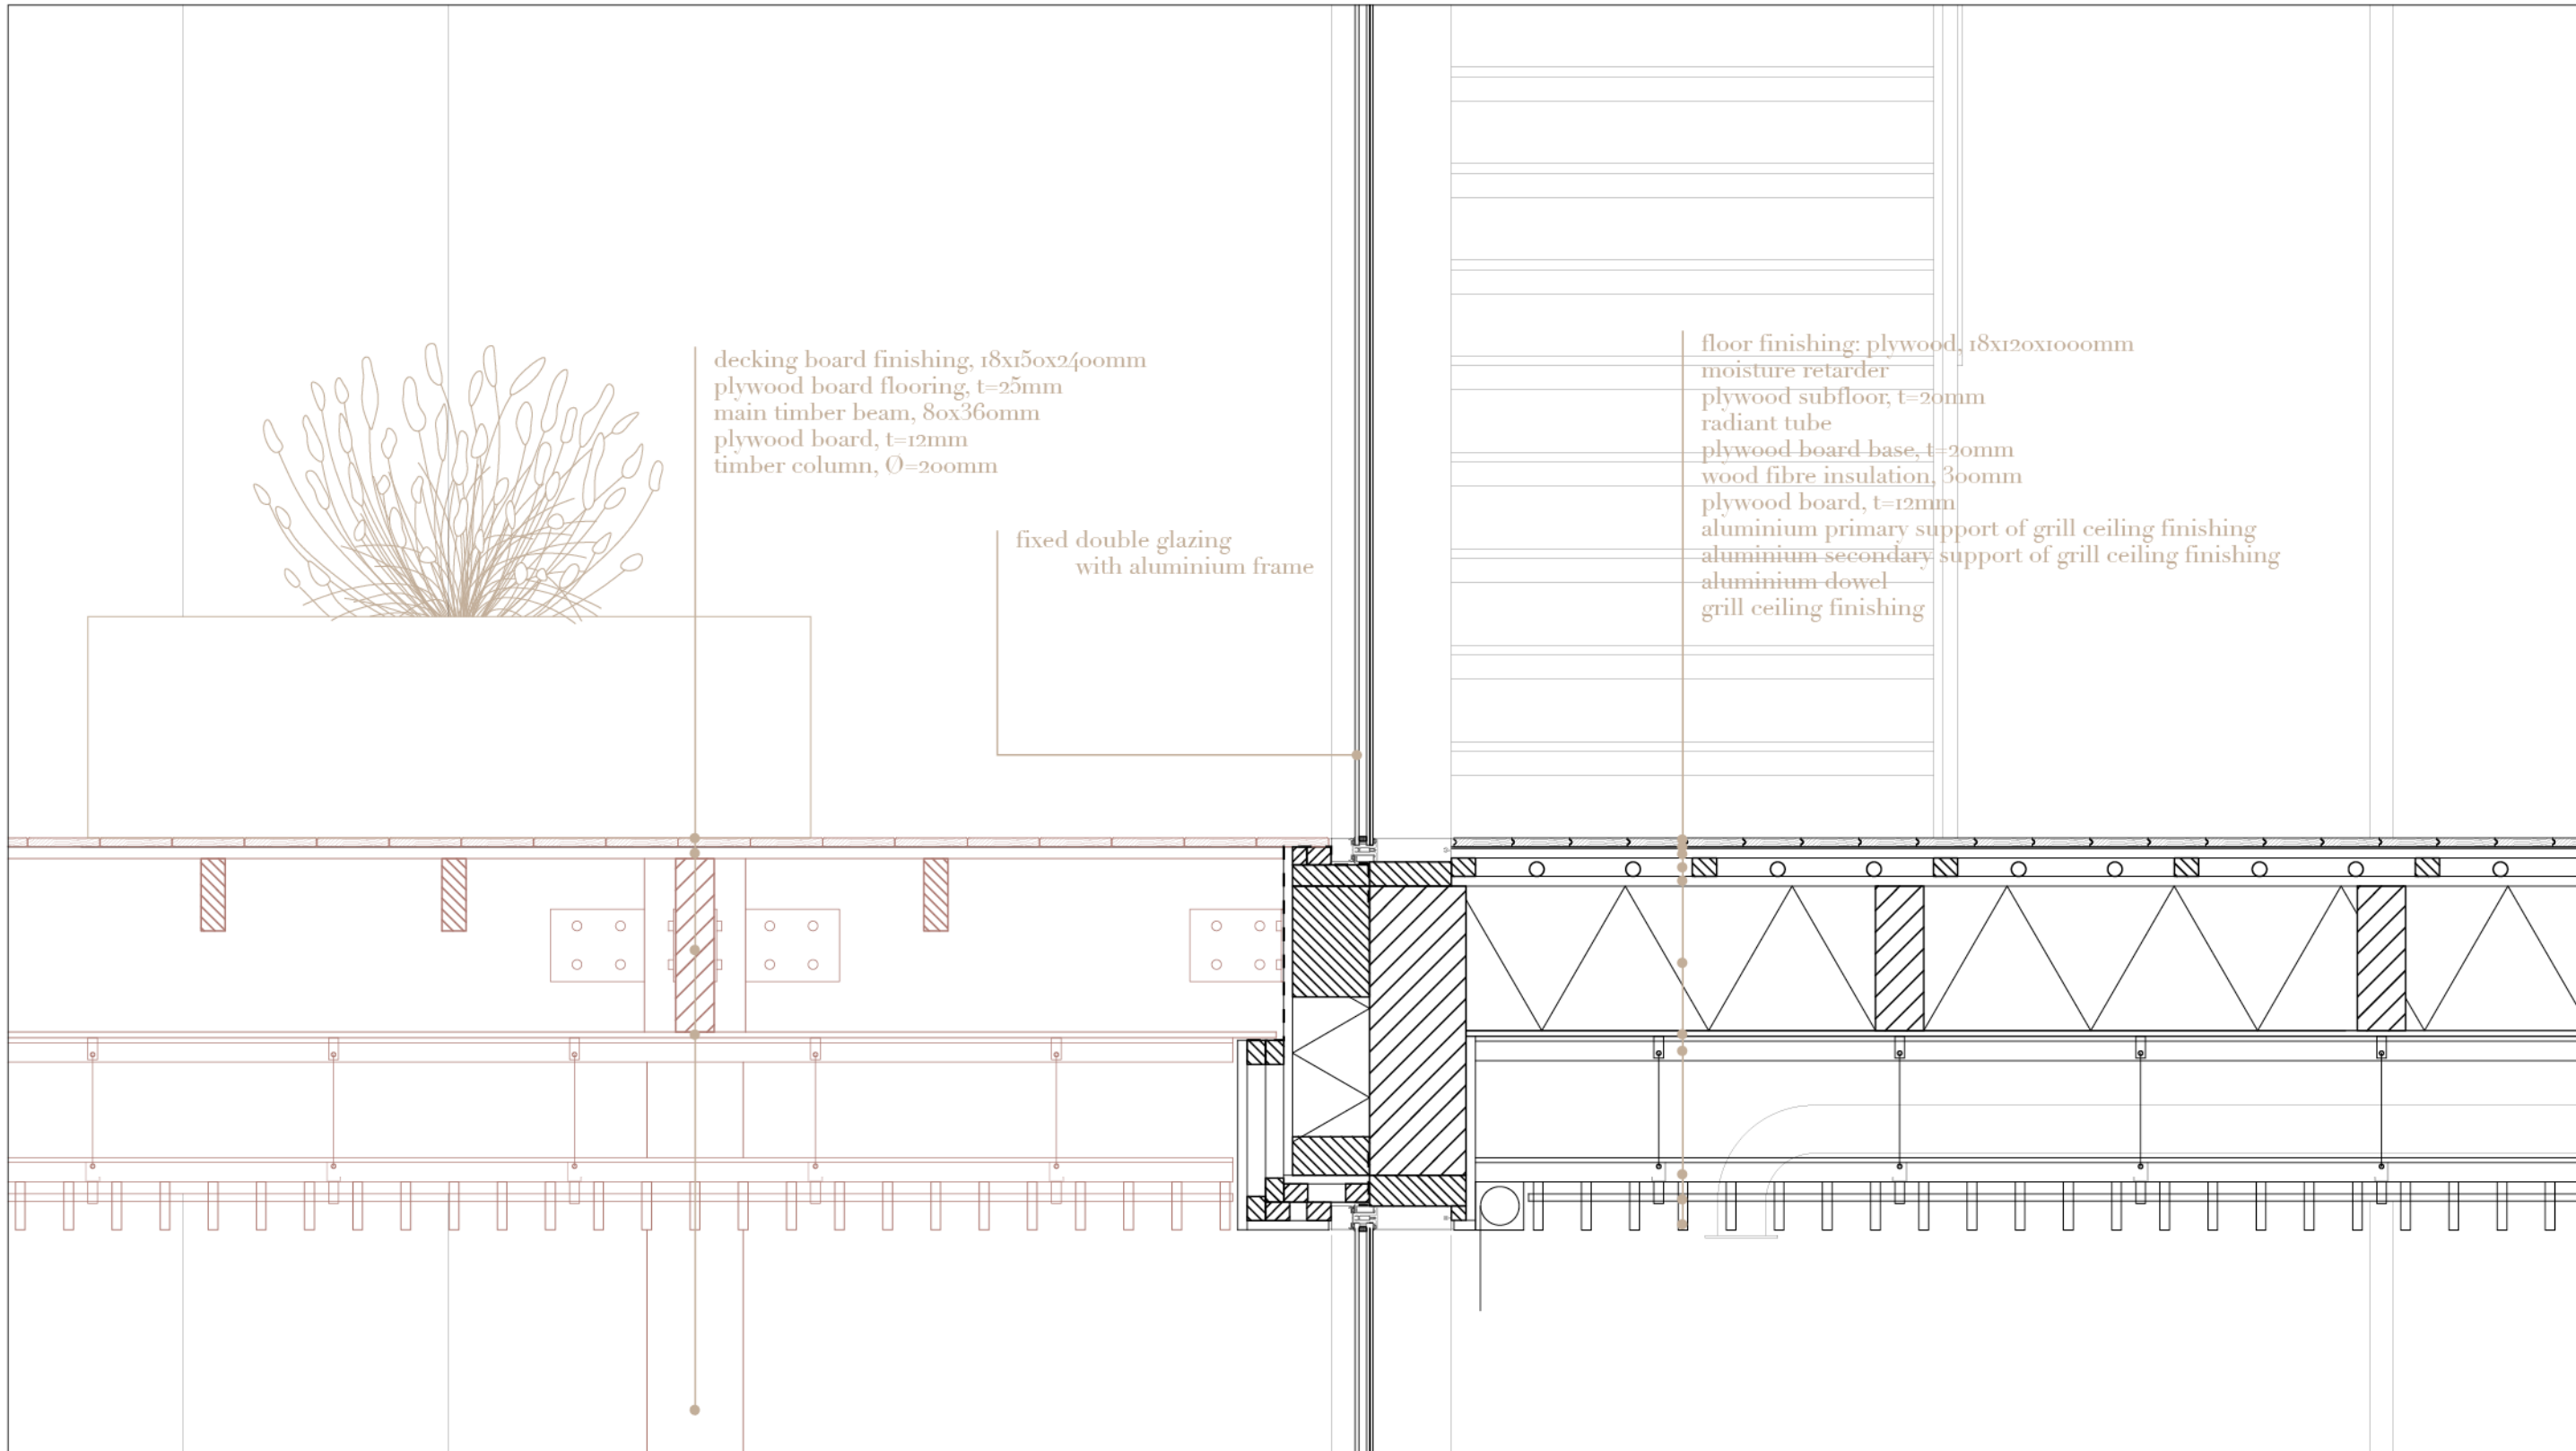 decking board finishing, 18x150x2400mm
plywood board flooring, t=25mm
main timber beam, 80x360mm
plywood board, t=12mm
timber column, Ø=200mm
fixed double glazing
with aluminium frame
floor finishing: plywood, 18x120x1000mm
moisture retarder
plywood subfloor, t=20mm
radiant tube
plywood board base, t=20mm
wood fibre insulation, 300mm
plywood board, t=12mm
aluminium primary support of grill ceiling finishing
aluminium secondary support of grill ceiling finishing
aluminium dowel
grill ceiling finishing